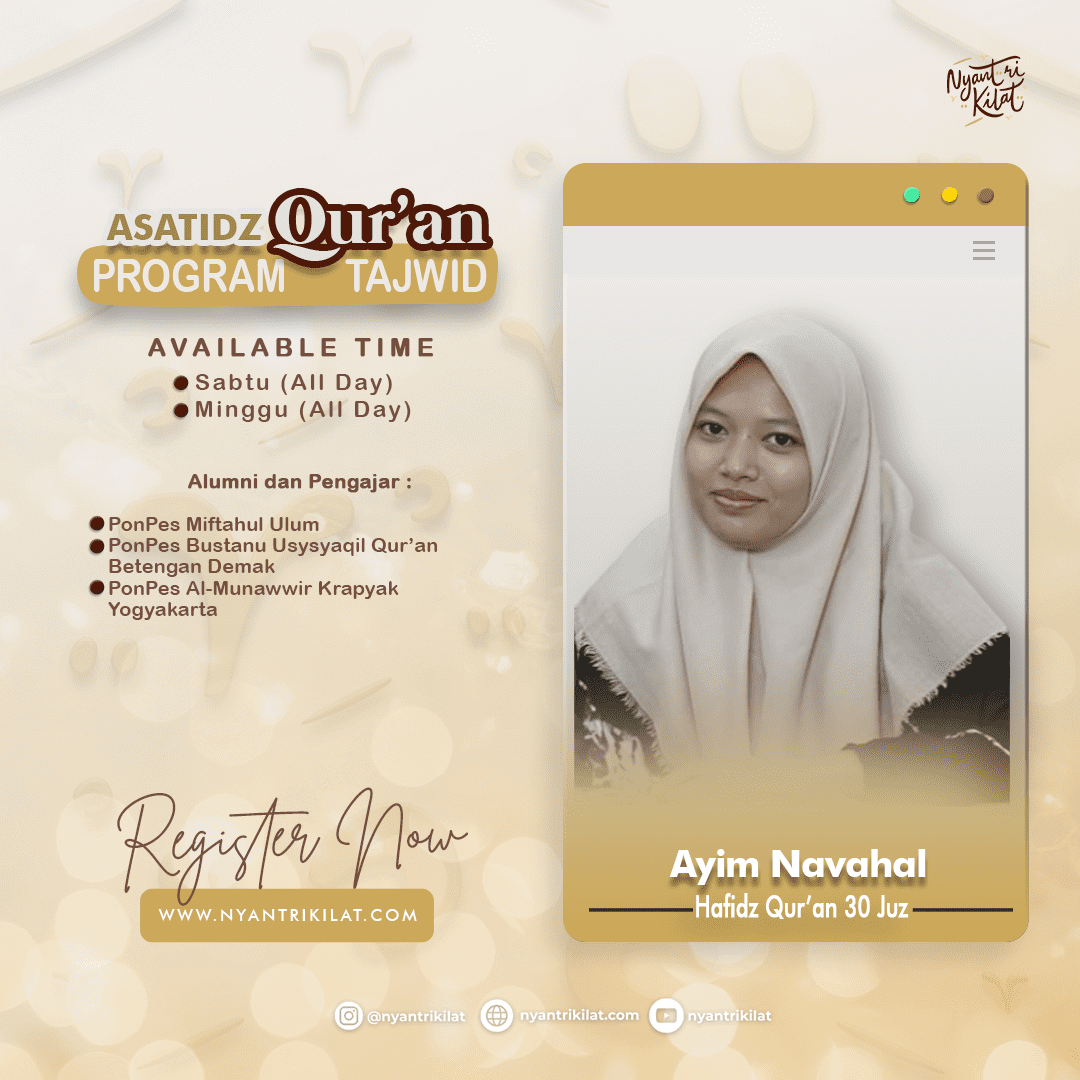 Nyantri
Kilat
ASATIDZ Qur'an
PROGRAM TAJWID
AVAILABLE TIME
Sabtu (All Day)
Minggu (All Day)
Alumni dan Pengajar :
PonPes Miftahul Ulum
PonPes Bustanu Usysyaqil Qur'an
Betengan Demak
PonPes Al-Munawwir Krapyak
Yogyakarta
Register Now
WWW.NYANTRIKILAT.COM
Ayim Navahal
Hafidz Qur'an 30 Juz
@nyantrikilat nyantrikilat.com nyantrikilat